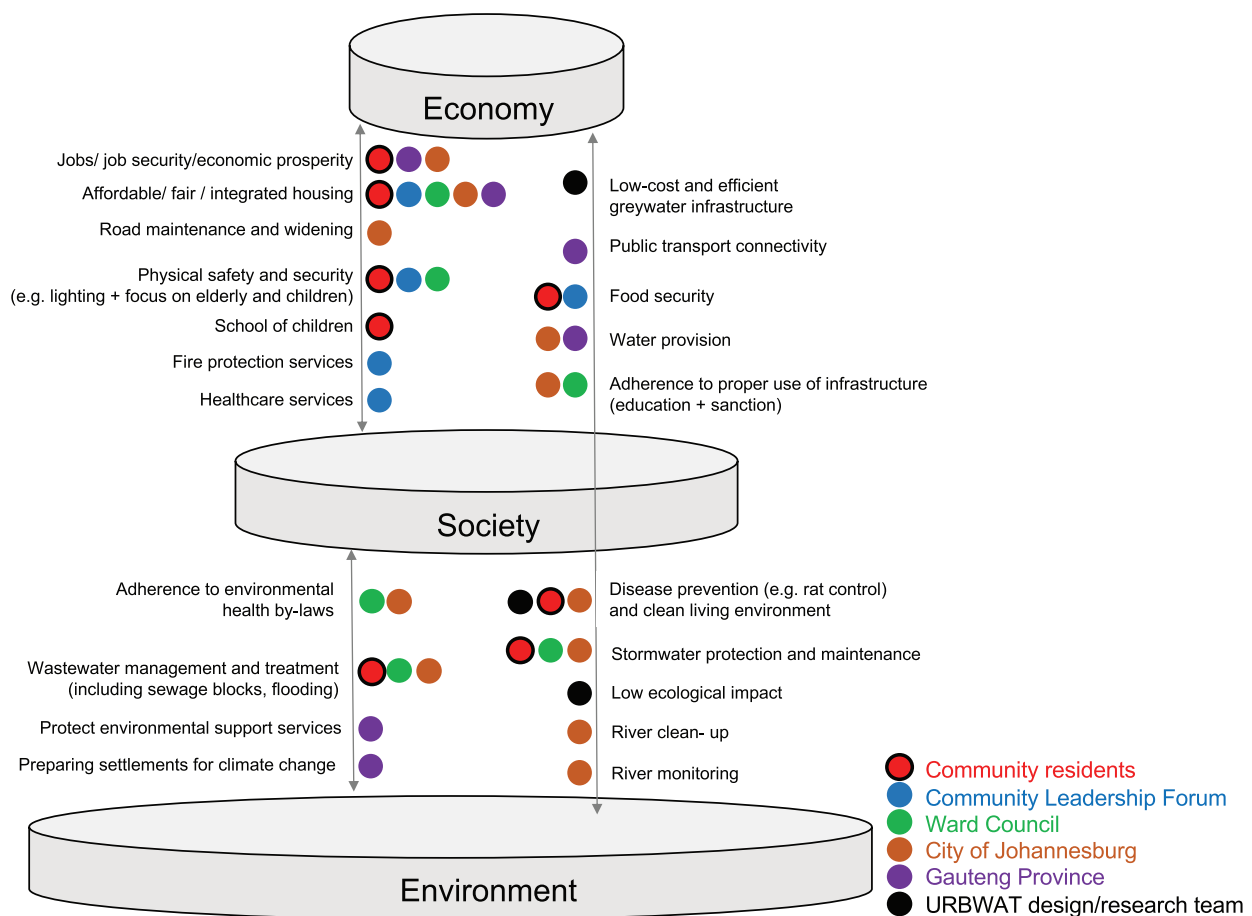 Economy
Jobs/ job security/economic prosperity
Affordable/ fair / integrated housing
Road maintenance and widening
Physical safety and security
(e.g. lighting + focus on elderly and children)
School of children
Fire protection services
Healthcare services
Low-cost and efficient
greywater infrastructure
Public transport connectivity
Food security
Water provision
Adherence to proper use of infrastructure
(education + sanction)
Society
Adherence to environmental
health by-laws
Wastewater management and treatment
(including sewage blocks, flooding)
Protect environmental support services
Preparing settlements for climate change
Disease prevention (e.g. rat control)
and clean living environment
Stormwater protection and maintenance
Low ecological impact
River clean- up
River monitoring
Environment
Community residents
Community Leadership Forum
Ward Council
City of Johannesburg
Gauteng Province
URBWAT design/research team